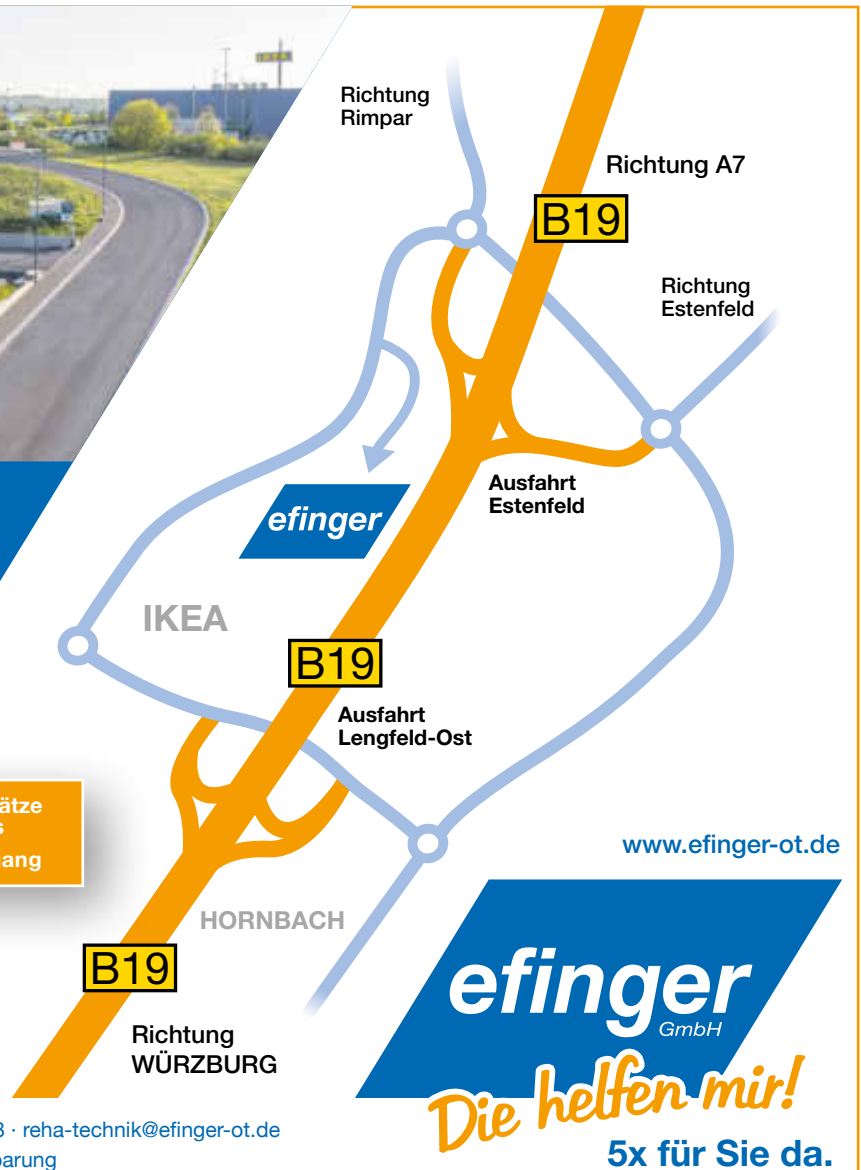 Richtung
Rimpar
Richtung A7
B19
Richtung
Estenfeld
Ausfahrt
Estenfeld
efinger
IKEA
B19
Ausfahrt
Lengfeld-Ost
ätze
s
gang
www.efinger-ot.de
HORNBACH
B19
efinger
GmbH
Richtung
WÜRZBURG
Die helfen mir!
3 · reha-technik@efinger-ot.de
barung
5x für Sie da.